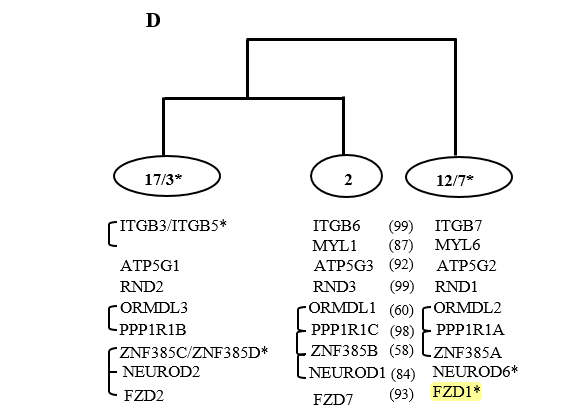 D
17/3* 2 12/7*
ITGB3/ITGB5* ITGB6 (99) ITGB7
MYL1 (87) MYL6
ATP5G1 ATP5G3 (92) ATP5G2
RND2 RND3 (99) RND1
ORMDL3 ORMDL1 (60) ORMDL2
PPP1R1B PPP1R1C (98) PPP1R1A
ZNF385C/ZNF385D* ZNF385B (58) ZNF385A
NEUROD2 NEUROD1 (84) NEUROD6*
FZD2 FZD7 (93) FZD1*